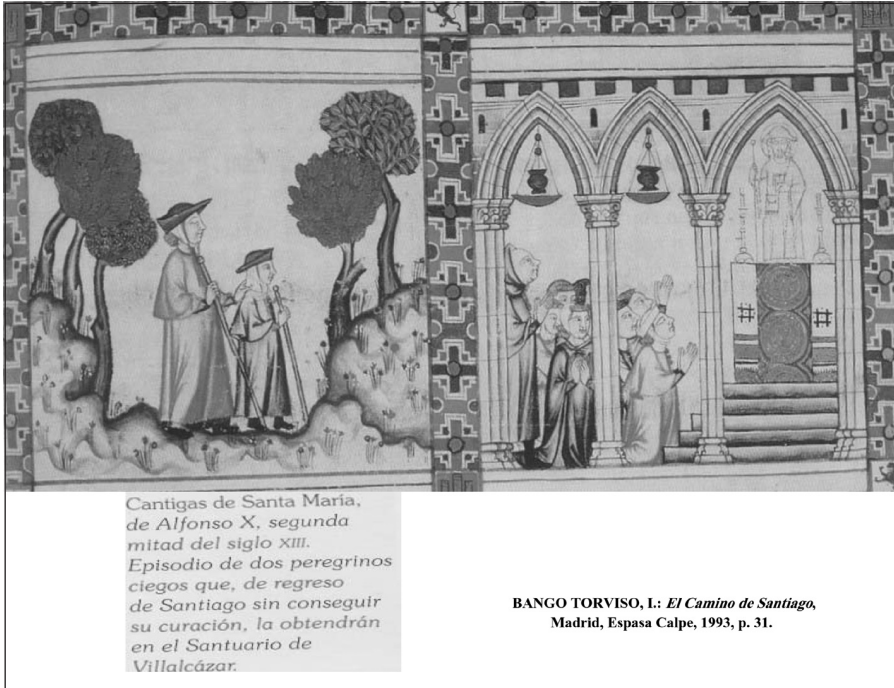 Cantigas de Santa María,
de Alfonso X, segunda
mitad del siglo XIII.
Episodio de dos peregrinos
ciegos que, de regreso
de Santiago sin conseguir
su curación, la obtendrán
en el Santuario de
Villalcázar.
BANGO TORVISO, I.: El Camino de Santiago,
Madrid, Espasa Calpe, 1993, p. 31.